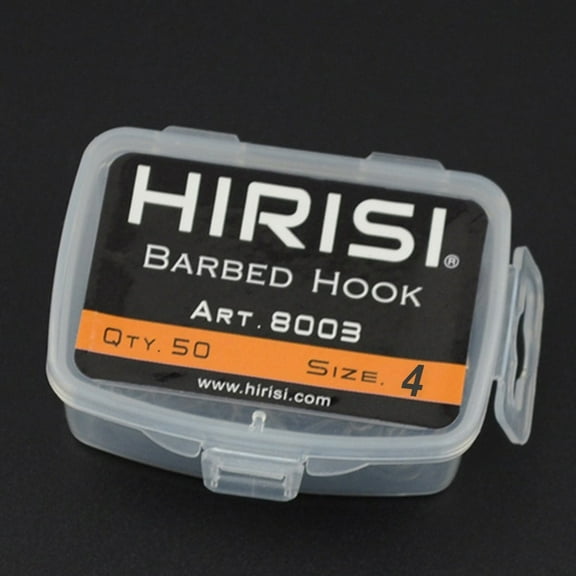 HIRISI®
BARBED HOOK
ART. 8003
QTY. 50 SIZE. 4
www.hirisi.com